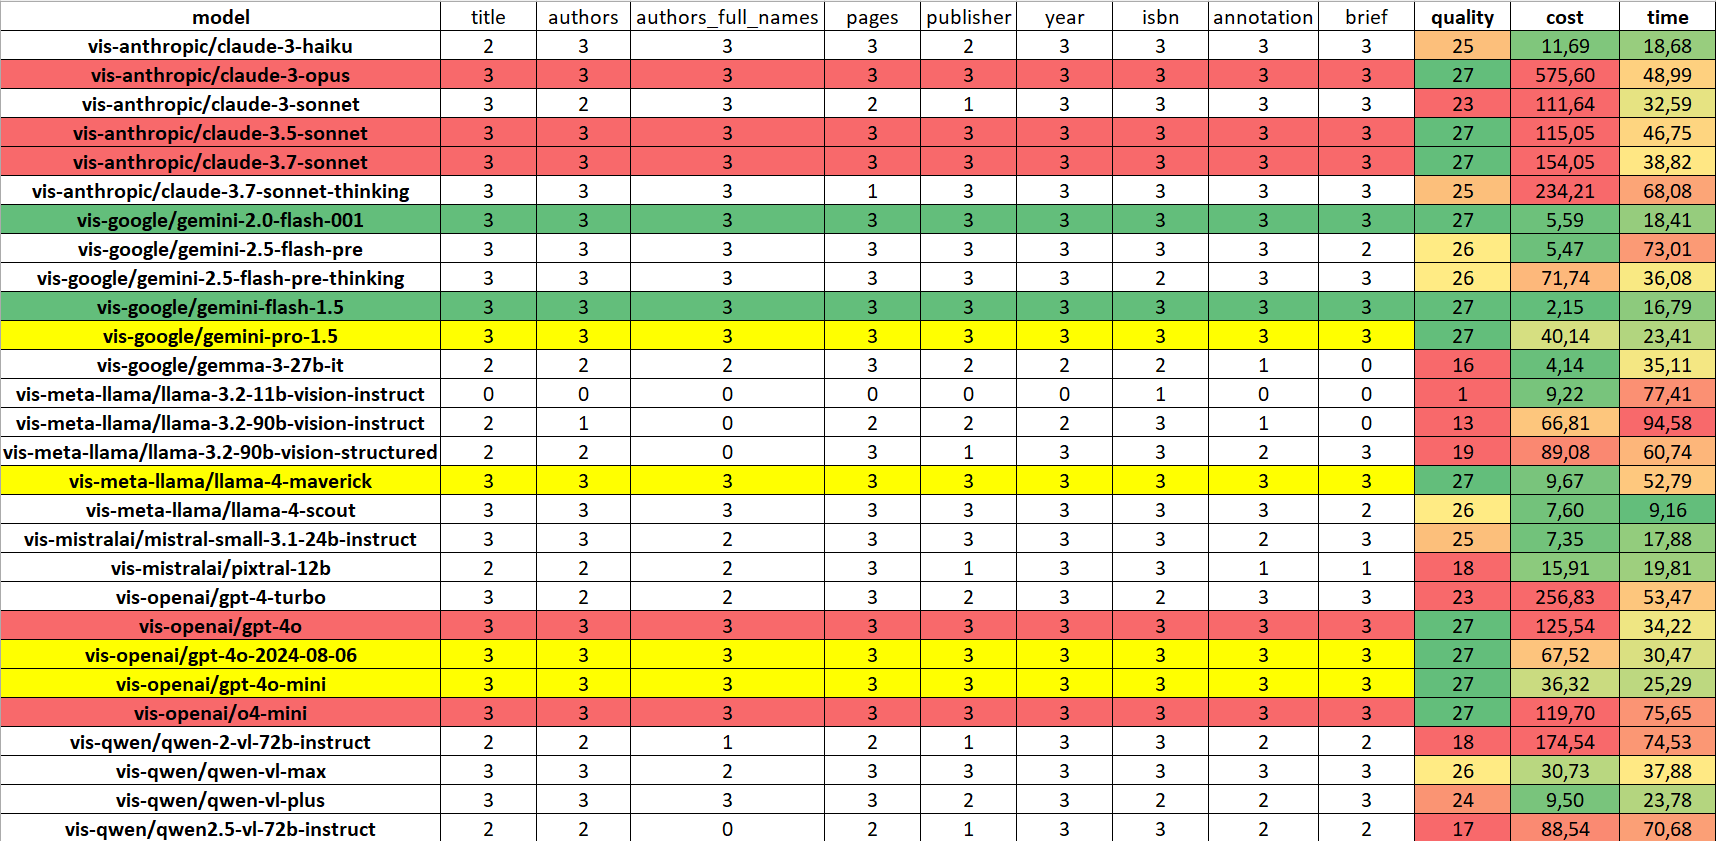 model title authors authors_full_names pages publisher year isbn annotation brief quality cost time
vis-anthropic/claude-3-haiku 2 3 3 3 2 3 3 3 3 25 11,69 18,68
vis-anthropic/claude-3-opus 3 3 3 3 3 3 3 3 3 27 575,60 48,99
vis-anthropic/claude-3-sonnet 3 2 3 2 1 3 3 3 3 23 111,64 32,59
vis-anthropic/claude-3.5-sonnet 3 3 3 3 3 3 3 3 3 27 115,05 46,75
vis-anthropic/claude-3.7-sonnet 3 3 3 3 3 3 3 3 3 27 154,05 38,82
vis-anthropic/claude-3.7-sonnet-thinking 3 3 3 1 3 3 3 3 3 25 234,21 68,08
vis-google/gemini-2.0-flash-001 3 3 3 3 3 3 3 3 3 27 5,59 18,41
vis-google/gemini-2.5-flash-pre 3 3 3 3 3 3 3 3 2 26 5,47 73,01
vis-google/gemini-2.5-flash-pre-thinking 3 3 3 3 3 3 2 3 3 26 71,74 36,08
vis-google/gemini-flash-1.5 3 3 3 3 3 3 3 3 3 27 2,15 16,79
vis-google/gemini-pro-1.5 3 3 3 3 3 3 3 3 3 27 40,14 23,41
vis-google/gemma-3-27b-it 2 2 2 3 2 2 2 1 0 16 4,14 35,11
vis-meta-llama/llama-3.2-11b-vision-instruct 0 0 0 0 0 0 1 0 0 1 9,22 77,41
vis-meta-llama/llama-3.2-90b-vision-instruct 2 1 0 2 2 2 3 1 0 13 66,81 94,58
vis-meta-llama/llama-3.2-90b-vision-structured 2 2 0 3 1 3 3 2 3 19 89,08 60,74
vis-meta-llama/llama-4-maverick 3 3 3 3 3 3 3 3 3 27 9,67 52,79
vis-meta-llama/llama-4-scout 3 3 3 3 3 3 3 3 2 26 7,60 9,16
vis-mistralai/mistral-small-3.1-24b-instruct 3 3 2 3 3 3 3 2 3 25 7,35 17,88
vis-mistralai/pixtral-12b 2 2 2 3 1 3 3 1 1 18 15,91 19,81
vis-openai/gpt-4-turbo 3 2 2 3 2 3 2 3 3 23 256,83 53,47
vis-openai/gpt-4o 3 3 3 3 3 3 3 3 3 27 125,54 34,22
vis-openai/gpt-4o-2024-08-06 3 3 3 3 3 3 3 3 3 27 67,52 30,47
vis-openai/gpt-4o-mini 3 3 3 3 3 3 3 3 3 27 36,32 25,29
vis-openai/o4-mini 3 3 3 3 3 3 3 3 3 27 119,70 75,65
vis-qwen/qwen-2-vl-72b-instruct 2 2 1 2 1 3 3 2 2 18 174,54 74,53
vis-qwen/qwen-vl-max 3 3 2 3 3 3 3 3 3 26 30,73 37,88
vis-qwen/qwen-vl-plus 3 3 3 3 2 3 2 2 3 24 9,50 23,78
vis-qwen/qwen2.5-vl-72b-instruct 2 2 0 2 1 3 3 2 2 17 88,54 70,68